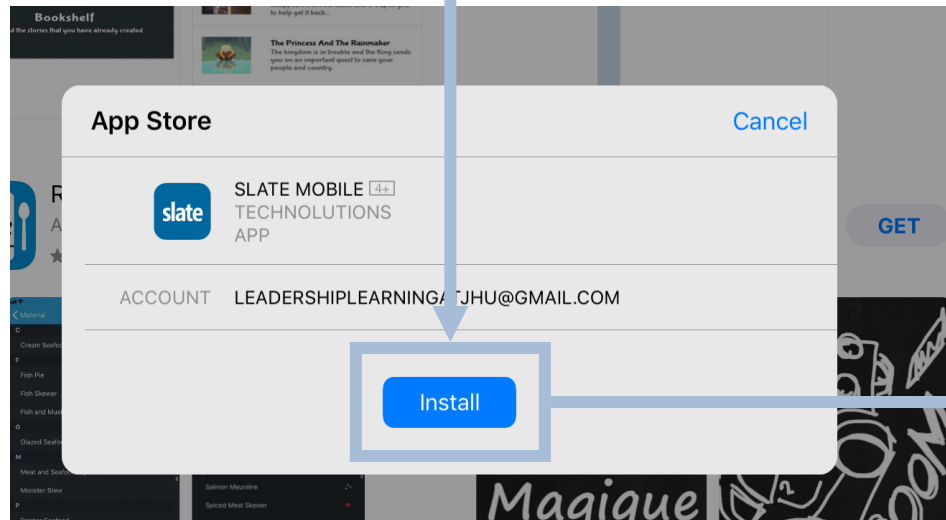 Bookshelf
the stories that you have already created
to help get it back...
The Princess And The Rainmaker
The kingdom is in trouble and the King sends
you on an important quest to save your
people and country.
App Store
Cancel
R
A
slate
SLATE MOBILE 4+
TECHNOLUTIONS
APP
GET
ACCOUNT LEADERSHIPLEARNINGATJHU@GMAIL.COM
Install
Material
C
Cream Seafoo
F
Fish Pie
Fish Skewer
Fish and Mus
G
Glazed Seafo
M
Meat and Seafoo
Monster Stew
P
Salmon Meunière
Spiced Meat Skewer
Magique